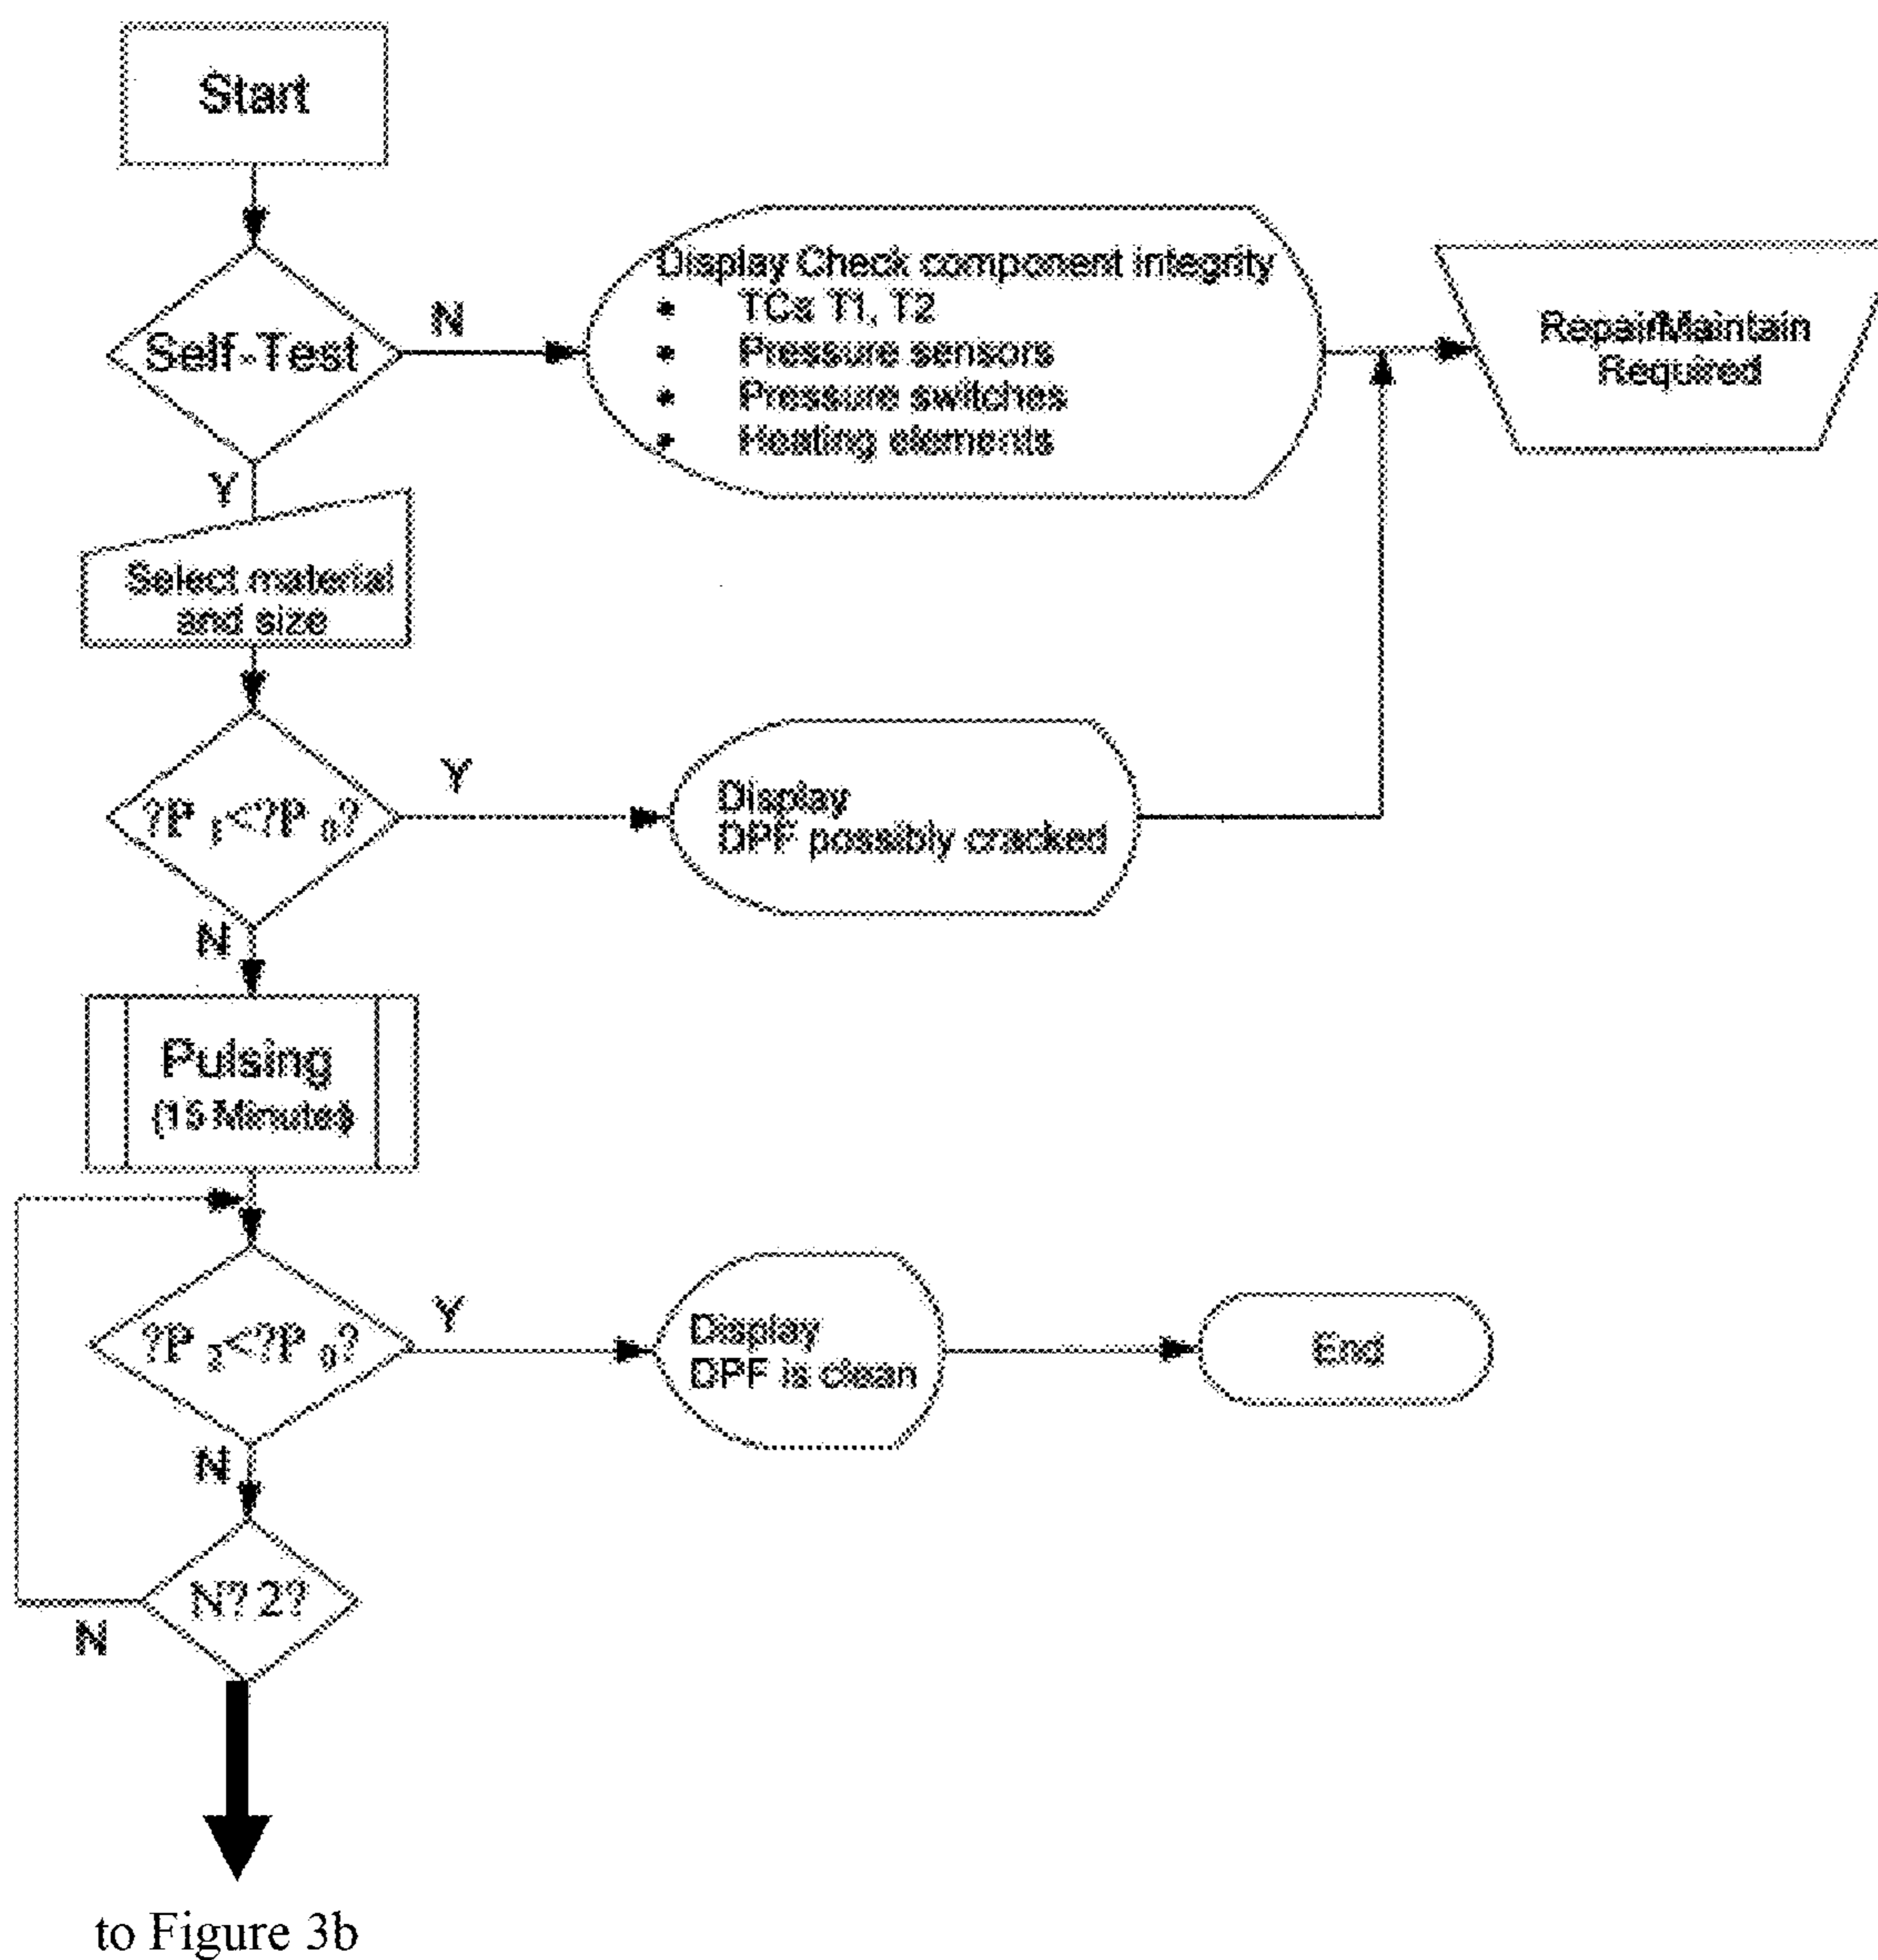 Start
Self-Test
N
Y
Display Check component integrity
• TCs T1, T2
• Pressure sensors
• Pressure switches
• Heating elements
Repair/Maintain
Required
Select material
and size
?P 1<?P 0?
Y
N
Display
DPF possibly cracked
Pulsing
(15 Minutes)
?P 2<?P 0?
Y
N
Display
DPF is clean
End
N? 2?
N
to Figure 3b